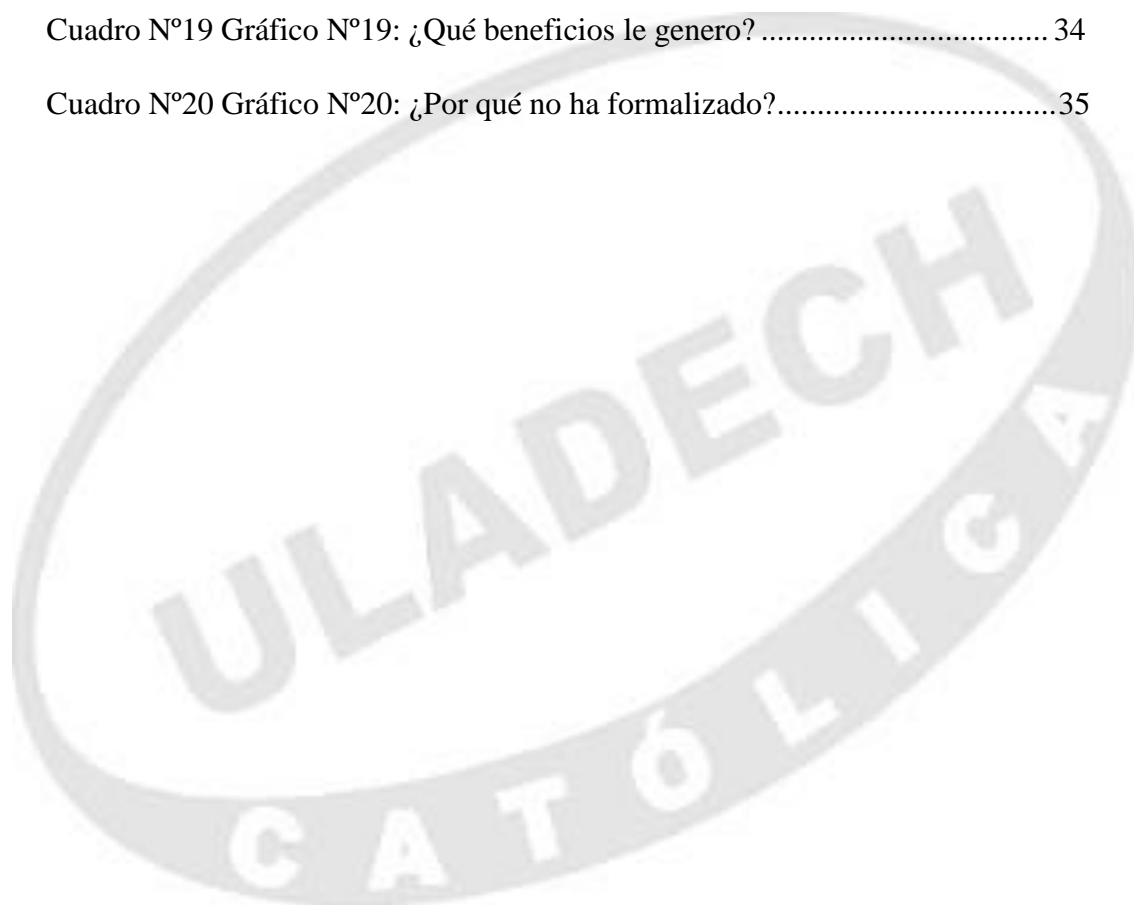 Cuadro Nº19 Gráfico Nº19: ¿Qué beneficios le genero? ................................. 34
Cuadro Nº20 Gráfico Nº20: ¿Por qué no ha formalizado?................................35
ULADECH
CATÓLICA